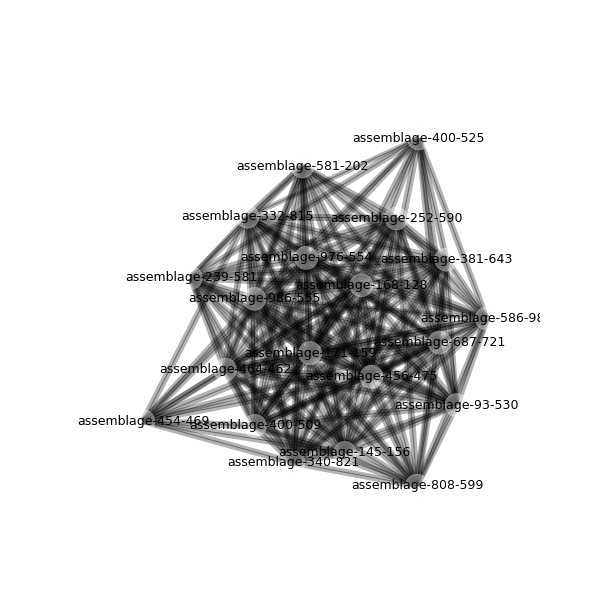 assemblage-400-525
assemblage-581-202
assemblage-332-815
assemblage-252-590
assemblage-976-554
assemblage-381-643
assemblage-239-581
assemblage-168-128
assemblage-986-555
assemblage-586-98
assemblage-687-721
assemblage-171-159
assemblage-464-462
assemblage-456-475
assemblage-93-530
assemblage-454-469
assemblage-400-509
assemblage-145-156
assemblage-340-821
assemblage-808-599